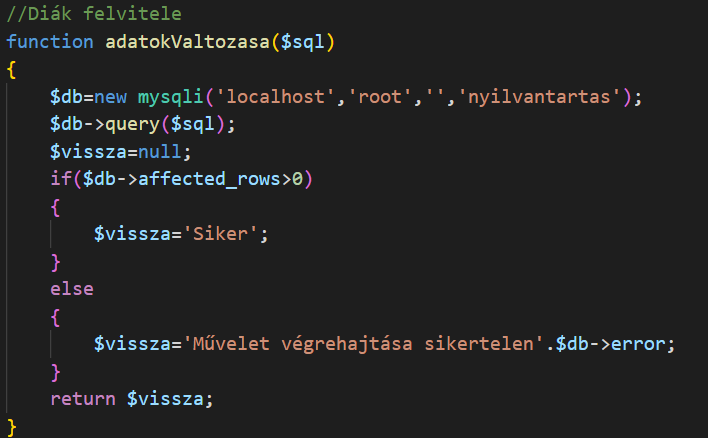 //Diák felvitele
function adatokValtozasa($sql)
{
    $db=new mysqli('localhost','root','','nyilvantartas');
    $db->query($sql);
    $vissza=null;
    if($db->affected_rows>0)
    {
        $vissza='Siker';
    }
    else
    {
        $vissza='Művelet végrehajtása sikertelen'.$db->error;
    }
    return $vissza;
}